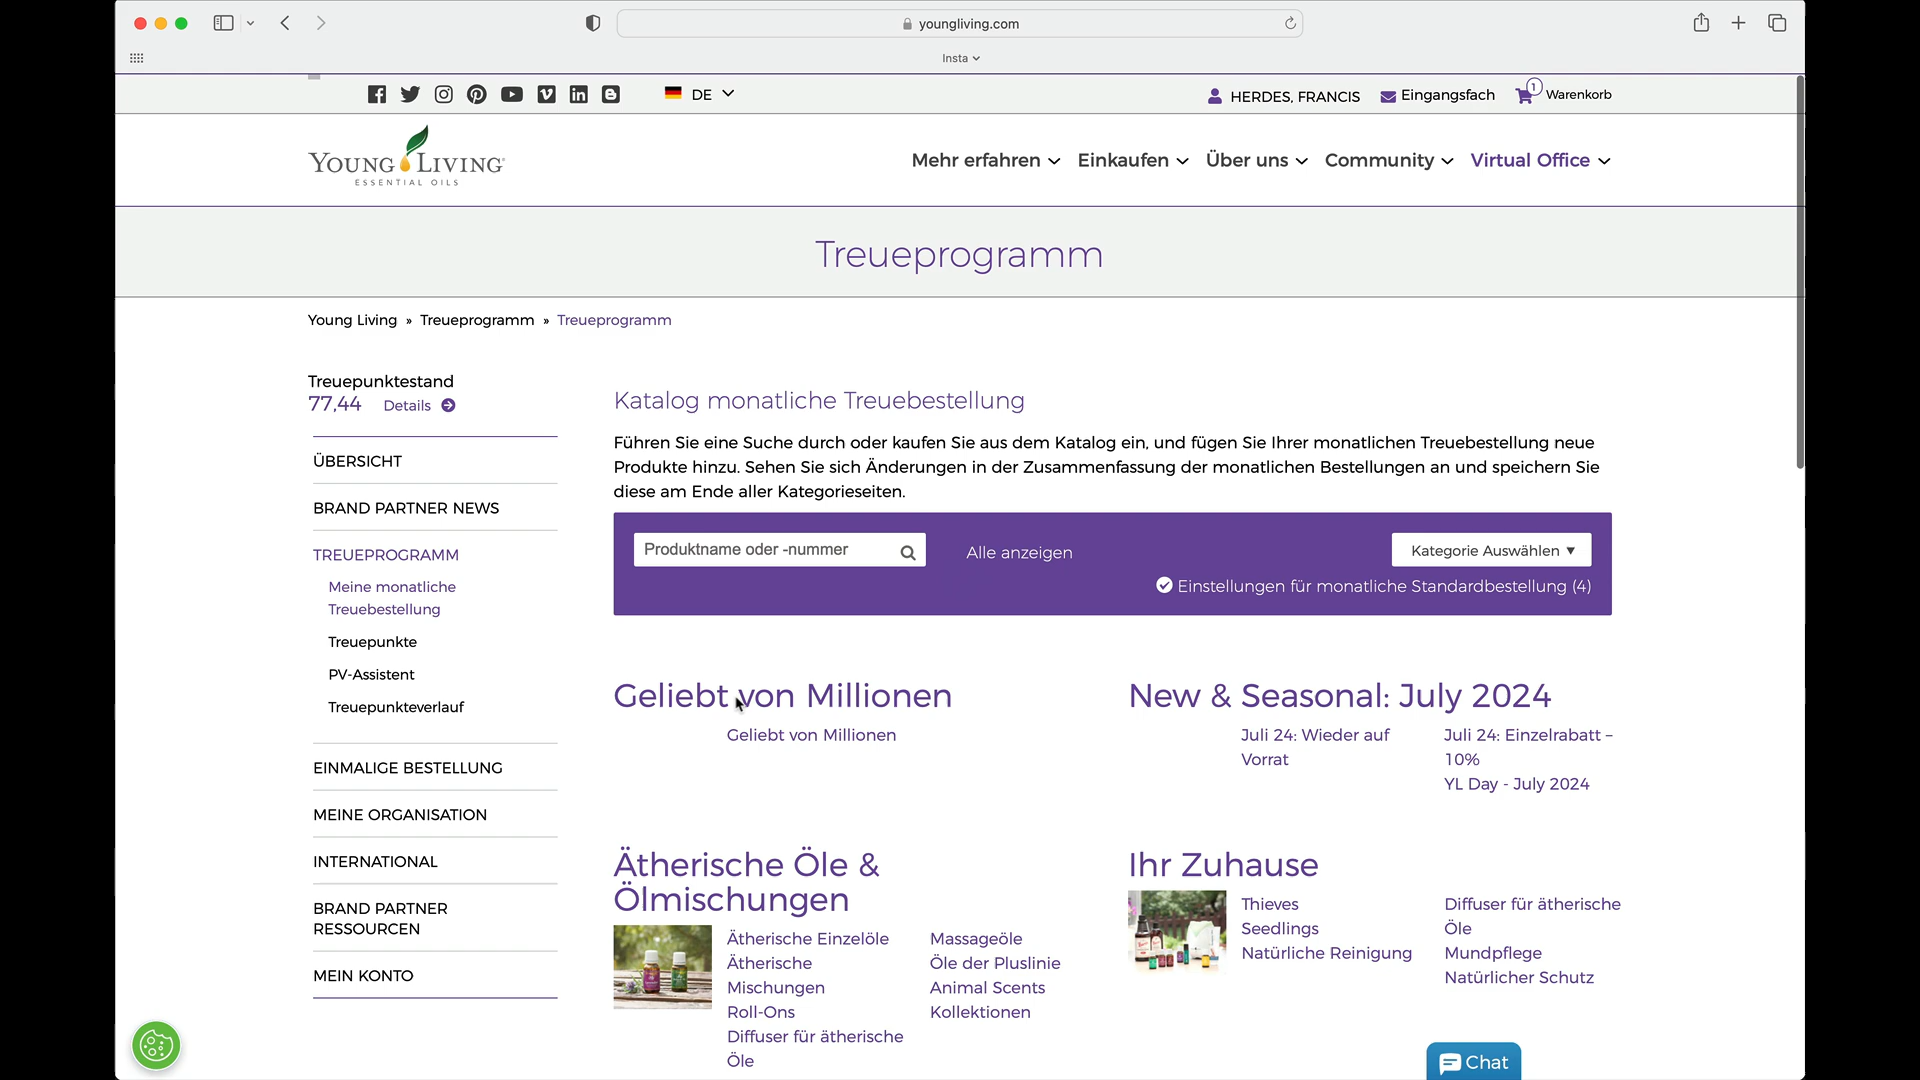 youngliving.com
Insta
DE
HERDES, FRANCIS
Eingangsfach
1
Warenkorb
YOUNG LIVING
ESSENTIAL OILS
Mehr erfahren
Einkaufen
Über uns
Community
Virtual Office
Treueprogramm
Young Living » Treueprogramm » Treueprogramm
Treuepunktestand
77,44 Details
ÜBERSICHT
BRAND PARTNER NEWS
TREUEPROGRAMM
Meine monatliche
Treuebestellung
Treuepunkte
PV-Assistent
Treuepunkteverlauf
EINMALIGE BESTELLUNG
MEINE ORGANISATION
INTERNATIONAL
BRAND PARTNER
RESSOURCEN
MEIN KONTO
Katalog monatliche Treuebestellung
Führen Sie eine Suche durch oder kaufen Sie aus dem Katalog ein, und fügen Sie Ihrer monatlichen Treuebestellung neue
Produkte hinzu. Sehen Sie sich Änderungen in der Zusammenfassung der monatlichen Bestellungen an und speichern Sie
diese am Ende aller Kategorieseiten.
Produktname oder -nummer
Alle anzeigen
Kategorie Auswählen ▼
Einstellungen für monatliche Standardbestellung (4)
Geliebt von Millionen
Geliebt von Millionen
New & Seasonal: July 2024
Juli 24: Wieder auf
Vorrat
Juli 24: Einzelrabatt –
10%
YL Day - July 2024
Ätherische Öle &
Ölmischungen
Ätherische Einzelöle
Ätherische
Mischungen
Roll-Ons
Diffuser für ätherische
Öle
Massageöle
Öle der Pluslinie
Animal Scents
Kollektionen
Ihr Zuhause
Thieves
Seedlings
Natürliche Reinigung
Diffuser für ätherische
Öle
Mundpflege
Natürlicher Schutz
Chat